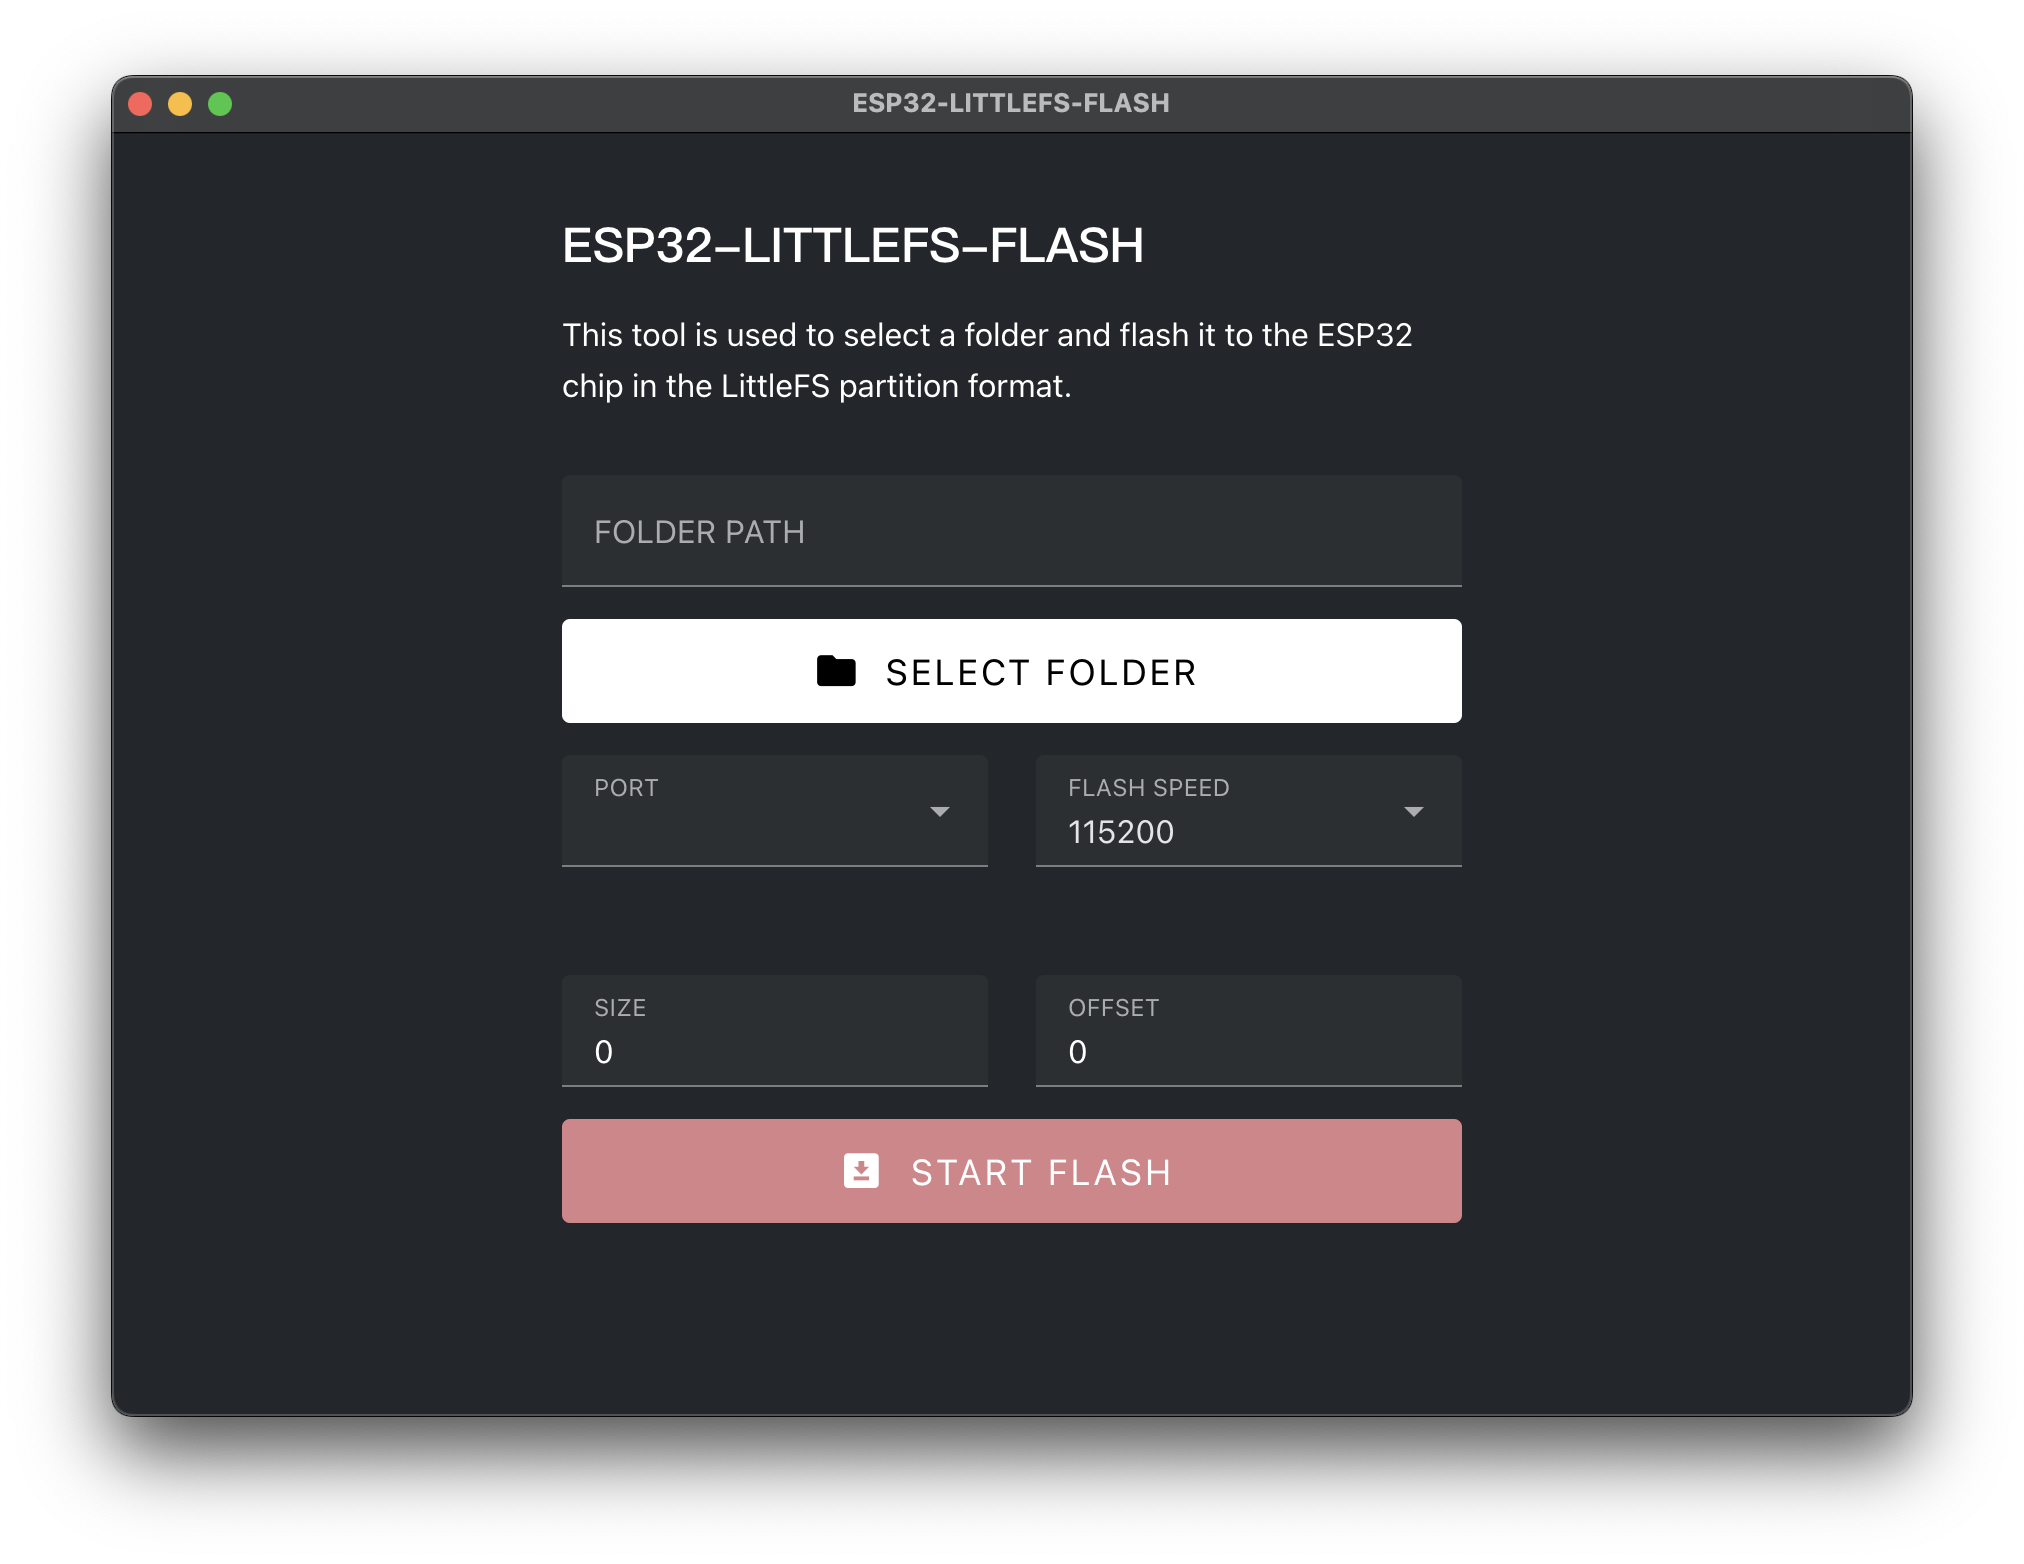 ESP32-LITTLEFS-FLASH
ESP32-LITTLEFS-FLASH
This tool is used to select a folder and flash it to the ESP32
chip in the LittleFS partition format.
FOLDER PATH
SELECT FOLDER
PORT
FLASH SPEED
115200
SIZE
0
OFFSET
0
START FLASH